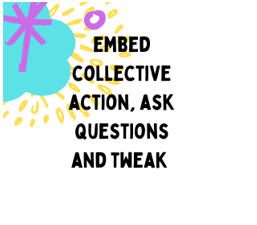 EMBED
COLLECTIVE
ACTION, ASK
QUESTIONS
AND TWEAK